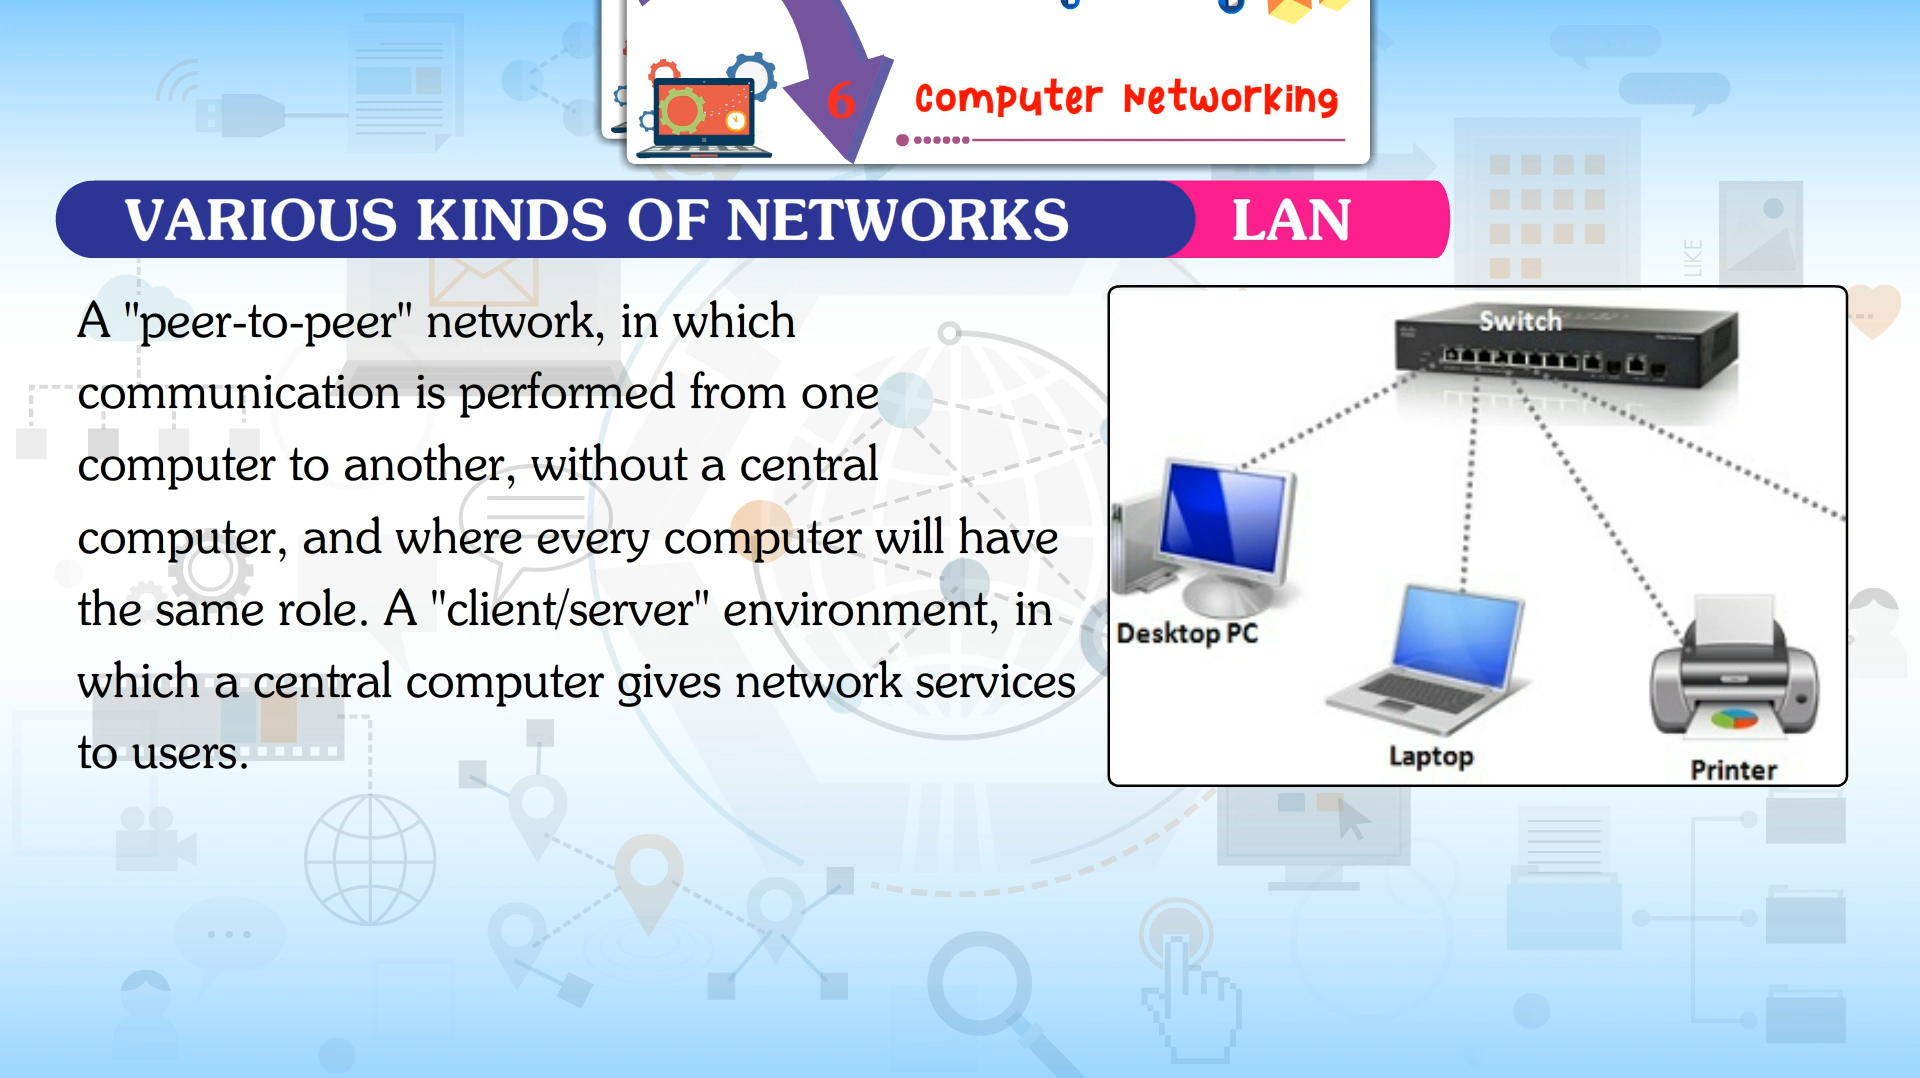 6
Computer Networking
VARIOUS KINDS OF NETWORKS
LAN
A "peer-to-peer" network, in which
communication is performed from one
computer to another, without a central
computer, and where every computer will have
the same role. A "client/server" environment, in
which a central computer gives network services
to users.
Switch
Desktop PC
Laptop
Printer
LIKE